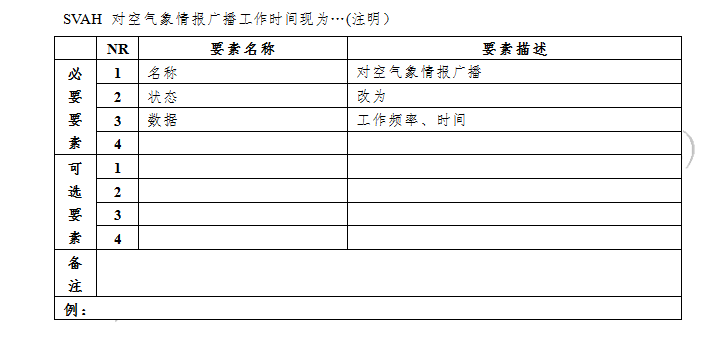 SVAH 对空气象情报广播工作时间现为…(注明)
NR 要素名称 要素描述
必要要素
1 名称 对空气象情报广播
2 状态 改为
3 数据 工作频率、时间
4
可选要素
1
2
3
4
备注
例：